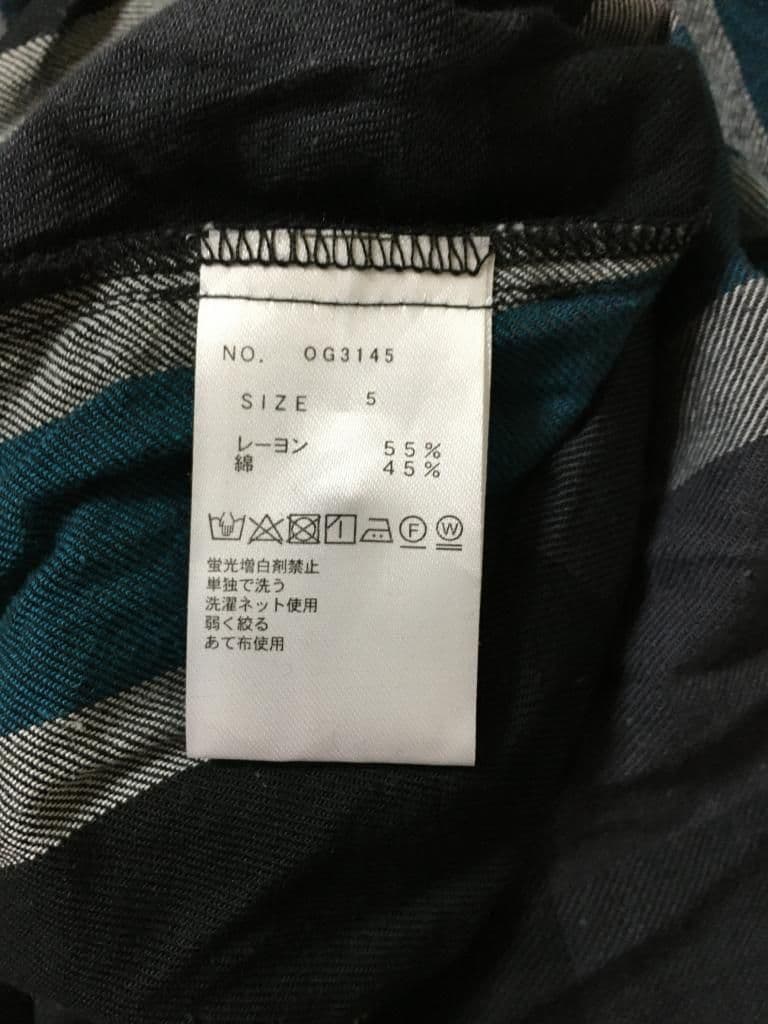 NO. OG3145
SIZE 5
レーヨン 55%
綿 45%
F W
蛍光増白剤禁止
単独で洗う
洗濯ネット使用
弱く絞る
あて布使用